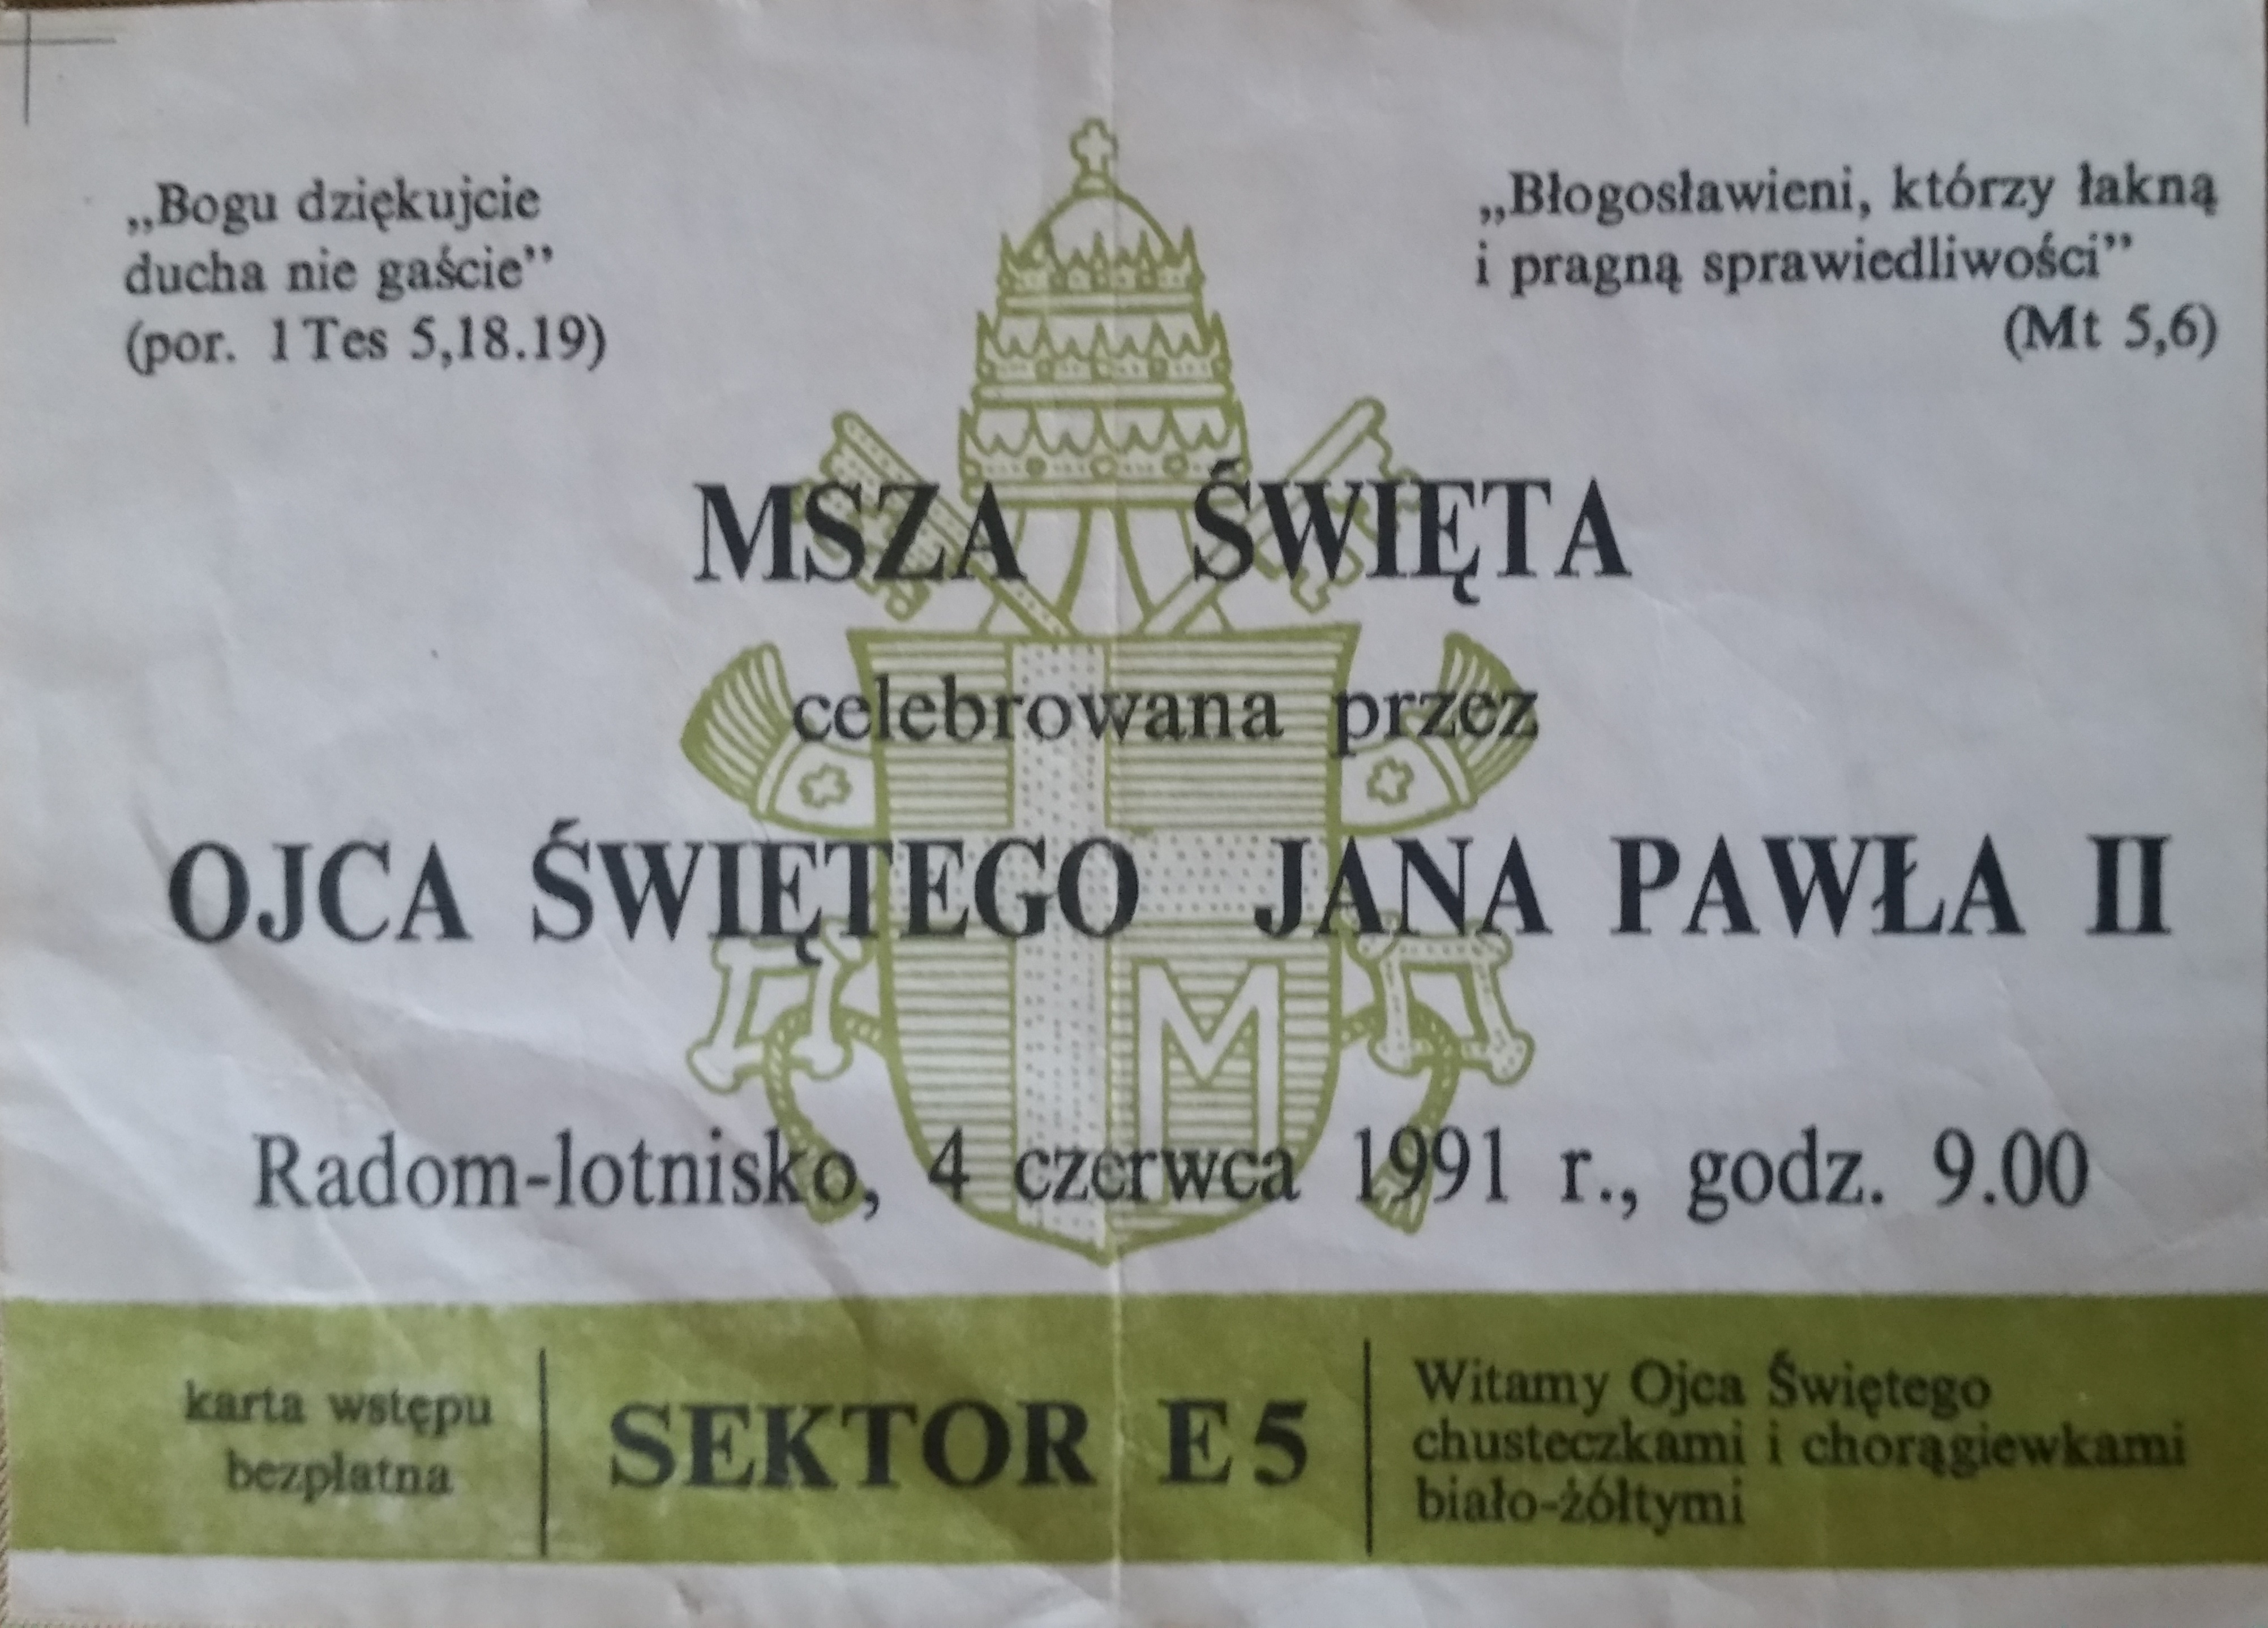 „Bogu dziękujcie
ducha nie gaście”
(por. 1 Tes 5,18.19)
„Błogosławieni, którzy łakną
i pragną sprawiedliwości”
(Mt 5,6)
MSZA ŚWIĘTA
celebrowana przez
OJCA ŚWIĘTEGO JANA PAWŁA II
M
Radom-lotnisko, 4 czerwca 1991 r., godz. 9.00
karta wstępu
bezpłatna
SEKTOR E5
Witamy Ojca Świętego
chusteczkami i chorągiewkami
biało-żółtymi